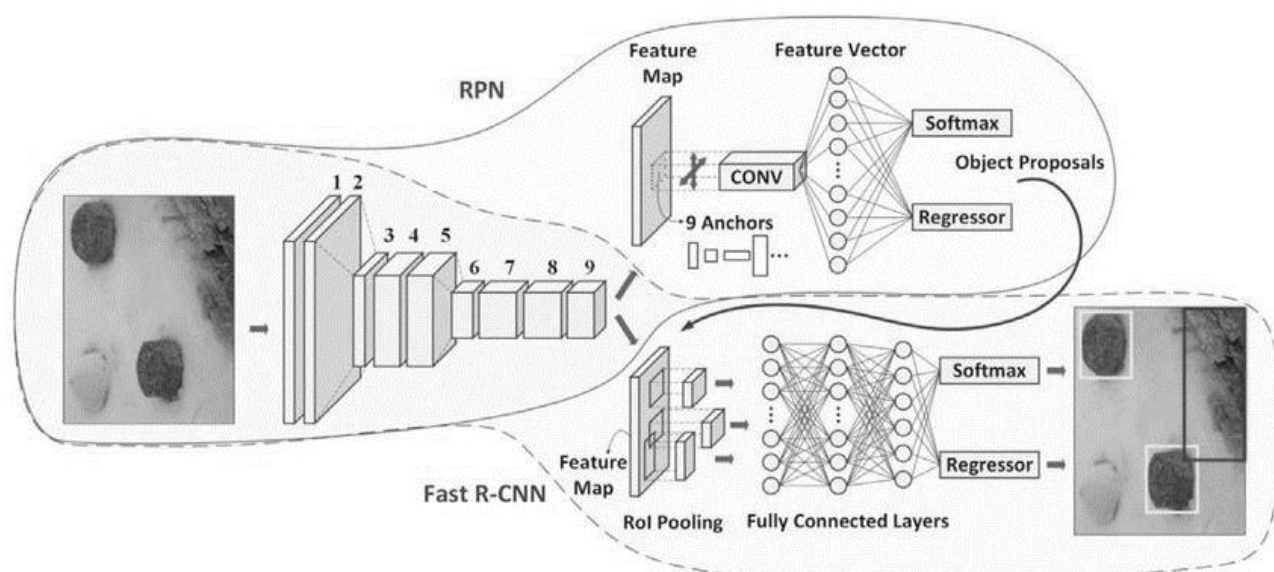 RPN
Feature
Map
Feature Vector
CONV
Softmax
Regressor
Object Proposals
9 Anchors
1 2
3 4 5
6 7 8 9
Feature
Map
Fast R-CNN
RoI Pooling
Fully Connected Layers
Softmax
Regressor